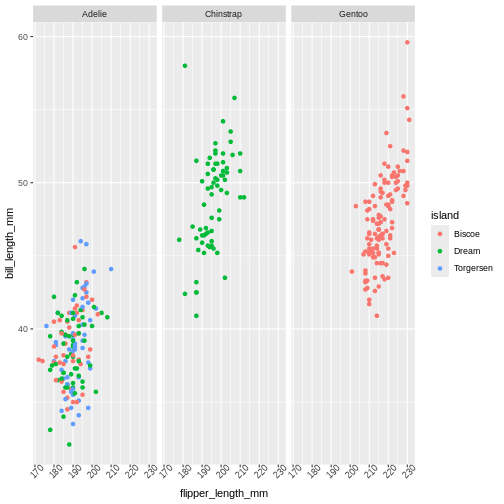 Adelie Chinstrap Gentoo
60
50
40
bill_length_mm
170 180 190 200 210 220 230 170 180 190 200 210 220 230 170 180 190 200 210 220 230
flipper_length_mm
island
Biscoe
Dream
Torgersen